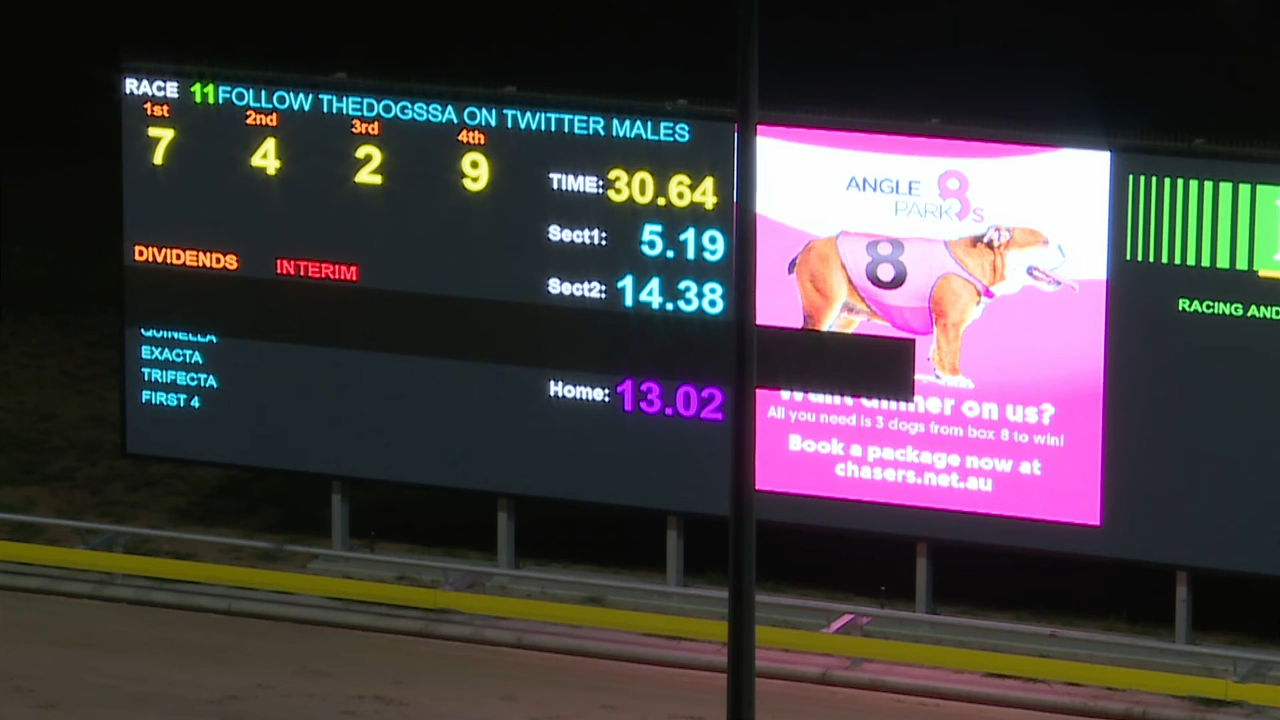 RACE 11 FOLLOW THEDOGSSA ON TWITTER MALES
1st 2nd 3rd 4th
7 4 2 9
TIME: 30.64
Sect1: 5.19
Sect2: 14.38
DIVIDENDS INTERIM
QUINELLA
EXACTA
TRIFECTA
FIRST 4
Home: 13.02
ANGLE
PARK 8s
8
Want dinner on us?
All you need is 3 dogs from box 8 to win!
Book a package now at
chasers.net.au
RACING AND